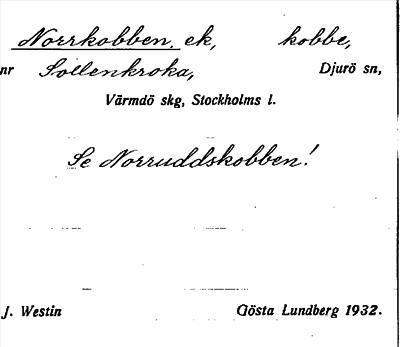 Norrkobben, ek, kobbe,
nr Sollenkroka, Djurö sn,
Värmdö skg, Stockholms l.
Se Norruddskobben!
J. Westin Gösta Lundberg 1932.